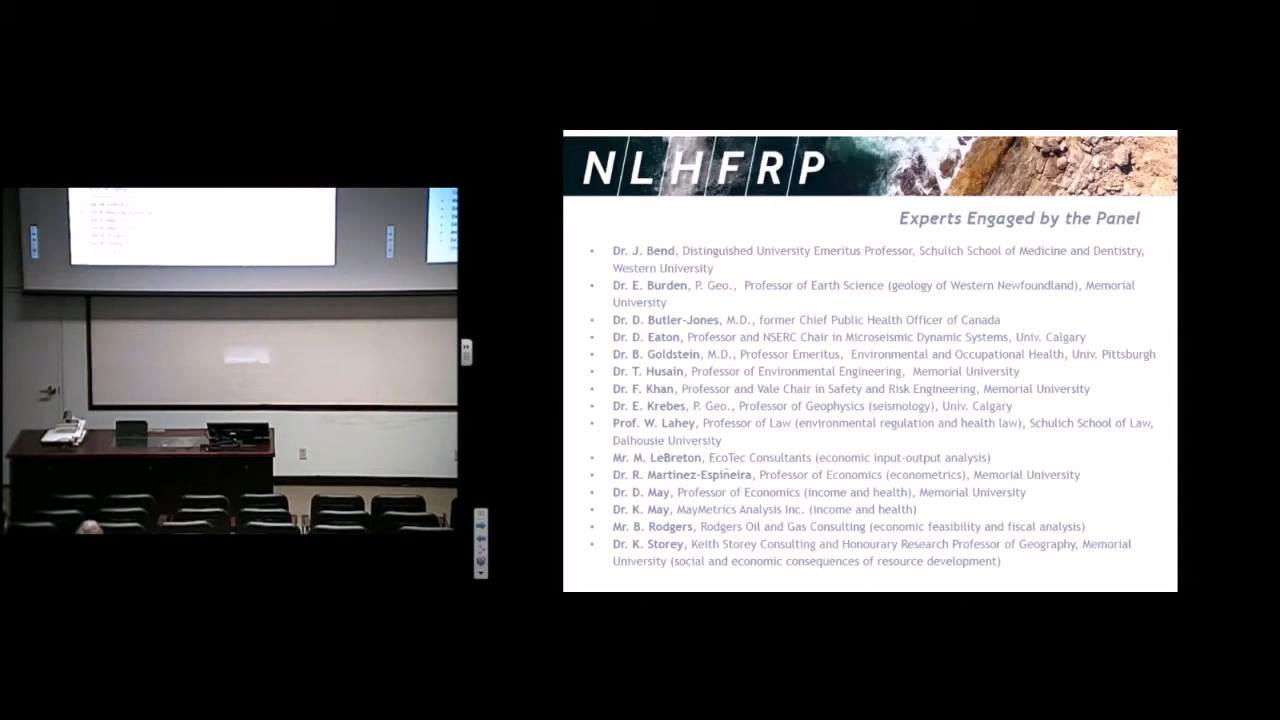 NLHFRP
Experts Engaged by the Panel
• Dr. J. Bend, Distinguished University Emeritus Professor, Schulich School of Medicine and Dentistry,
Western University
• Dr. E. Burden, P. Geo., Professor of Earth Science (geology of Western Newfoundland), Memorial
University
• Dr. D. Butler-Jones, M.D., former Chief Public Health Officer of Canada
• Dr. D. Eaton, Professor and NSERC Chair in Microseismic Dynamic Systems, Univ. Calgary
• Dr. B. Goldstein, M.D., Professor Emeritus, Environmental and Occupational Health, Univ. Pittsburgh
• Dr. T. Husain, Professor of Environmental Engineering, Memorial University
• Dr. F. Khan, Professor and Vale Chair in Safety and Risk Engineering, Memorial University
• Dr. E. Krebes, P. Geo., Professor of Geophysics (seismology), Univ. Calgary
• Prof. W. Lahey, Professor of Law (environmental regulation and health law), Schulich School of Law,
Dalhousie University
• Mr. M. LeBreton, EcoTec Consultants (economic input-output analysis)
• Dr. R. Martinez-Espiñeira, Professor of Economics (econometrics), Memorial University
• Dr. D. May, Professor of Economics (income and health), Memorial University
• Dr. K. May, MayMetrics Analysis Inc. (income and health)
• Mr. B. Rodgers, Rodgers Oil and Gas Consulting (economic feasibility and fiscal analysis)
• Dr. K. Storey, Keith Storey Consulting and Honourary Research Professor of Geography, Memorial
University (social and economic consequences of resource development)